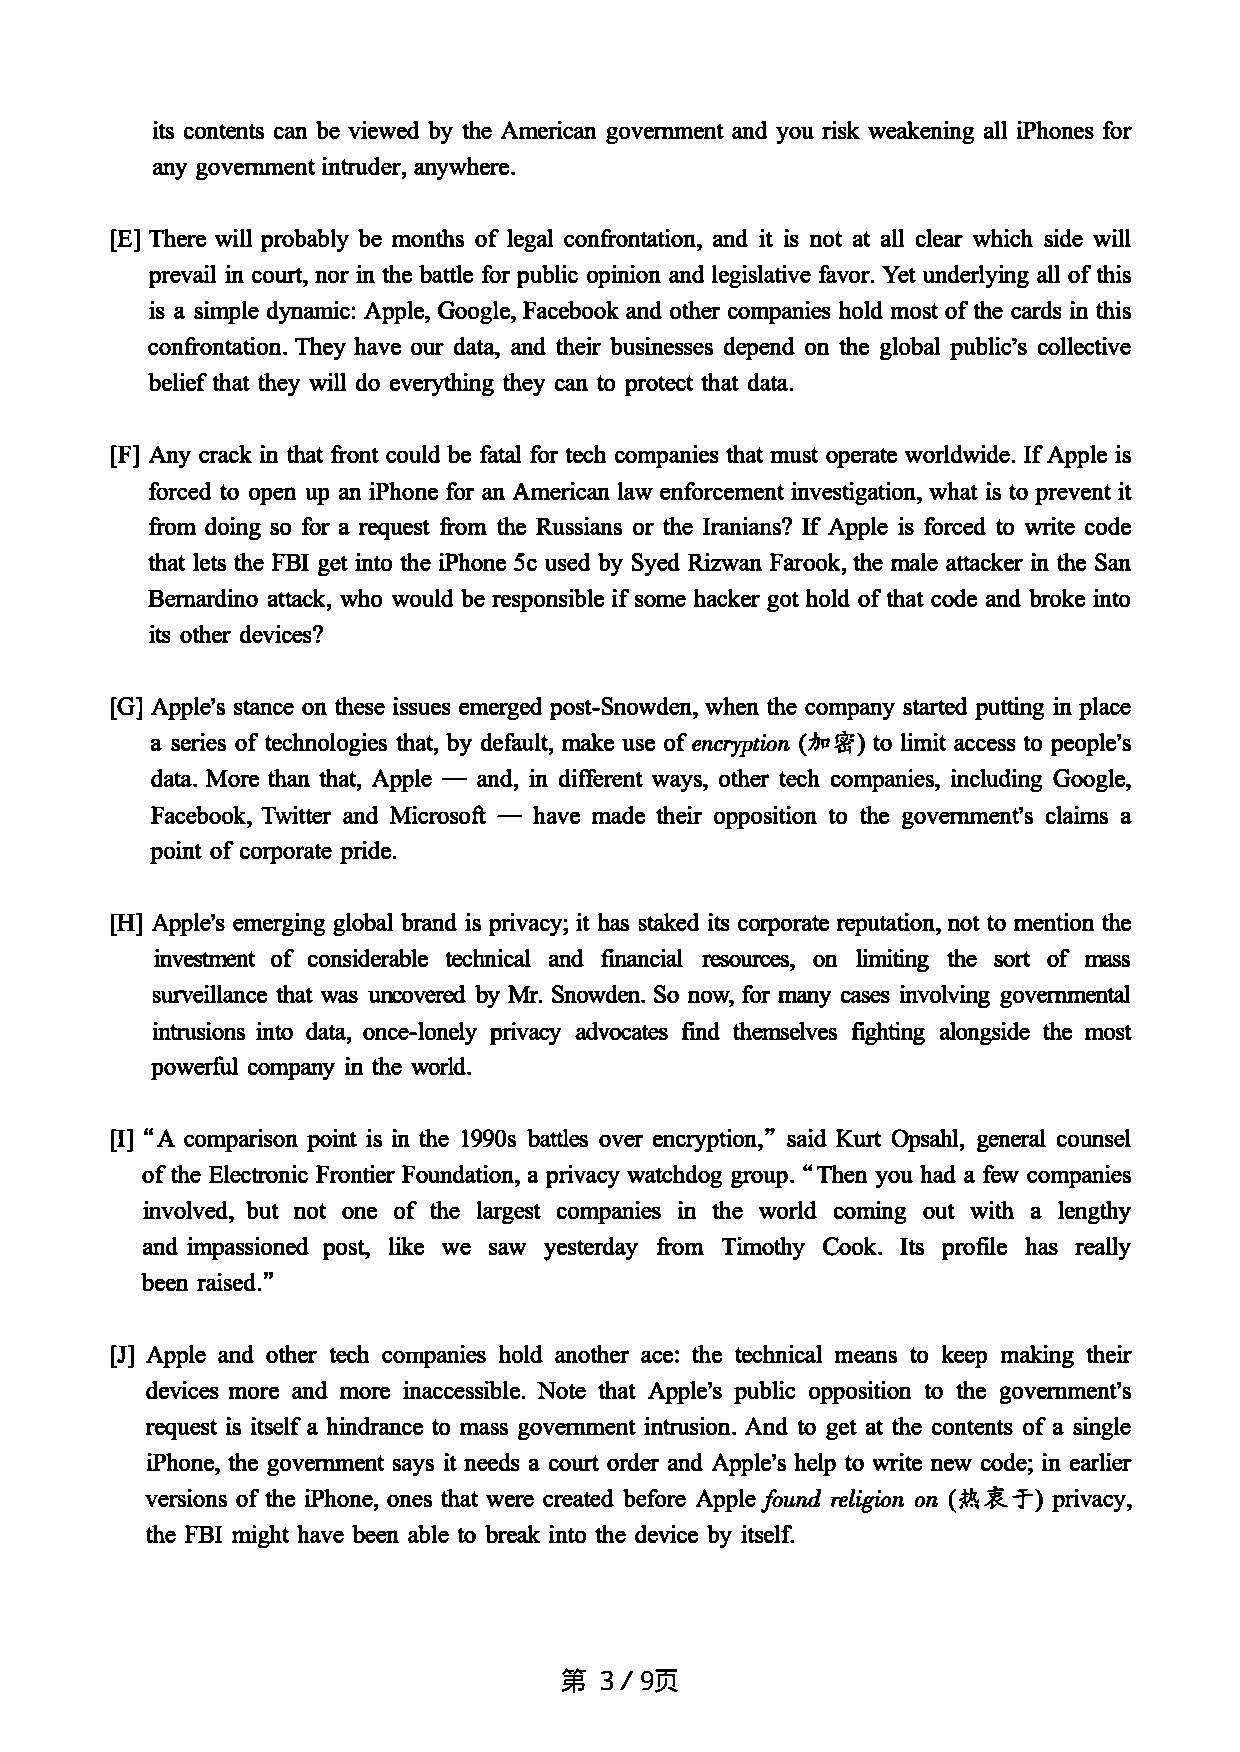 its contents can be viewed by the American government and you risk weakening all iPhones for
any government intruder, anywhere.
[E] There will probably be months of legal confrontation, and it is not at all clear which side will
prevail in court, nor in the battle for public opinion and legislative favor. Yet underlying all of this
is a simple dynamic: Apple, Google, Facebook and other companies hold most of the cards in this
confrontation. They have our data, and their businesses depend on the global public’s collective
belief that they will do everything they can to protect that data.
[F] Any crack in that front could be fatal for tech companies that must operate worldwide. If Apple is
forced to open up an iPhone for an American law enforcement investigation, what is to prevent it
from doing so for a request from the Russians or the Iranians? If Apple is forced to write code
that lets the FBI get into the iPhone 5c used by Syed Rizwan Farook, the male attacker in the San
Bernardino attack, who would be responsible if some hacker got hold of that code and broke into
its other devices?
[G] Apple’s stance on these issues emerged post-Snowden, when the company started putting in place
a series of technologies that, by default, make use of encryption (加密) to limit access to people’s
data. More than that, Apple — and, in different ways, other tech companies, including Google,
Facebook, Twitter and Microsoft — have made their opposition to the government’s claims a
point of corporate pride.
[H] Apple’s emerging global brand is privacy; it has staked its corporate reputation, not to mention the
investment of considerable technical and financial resources, on limiting the sort of mass
surveillance that was uncovered by Mr. Snowden. So now, for many cases involving governmental
intrusions into data, once-lonely privacy advocates find themselves fighting alongside the most
powerful company in the world.
[I] “A comparison point is in the 1990s battles over encryption,” said Kurt Opsahl, general counsel
of the Electronic Frontier Foundation, a privacy watchdog group. “Then you had a few companies
involved, but not one of the largest companies in the world coming out with a lengthy
and impassioned post, like we saw yesterday from Timothy Cook. Its profile has really
been raised.”
[J] Apple and other tech companies hold another ace: the technical means to keep making their
devices more and more inaccessible. Note that Apple’s public opposition to the government’s
request is itself a hindrance to mass government intrusion. And to get at the contents of a single
iPhone, the government says it needs a court order and Apple’s help to write new code; in earlier
versions of the iPhone, ones that were created before Apple found religion on (热衷于) privacy,
the FBI might have been able to break into the device by itself.
第 3 / 9页